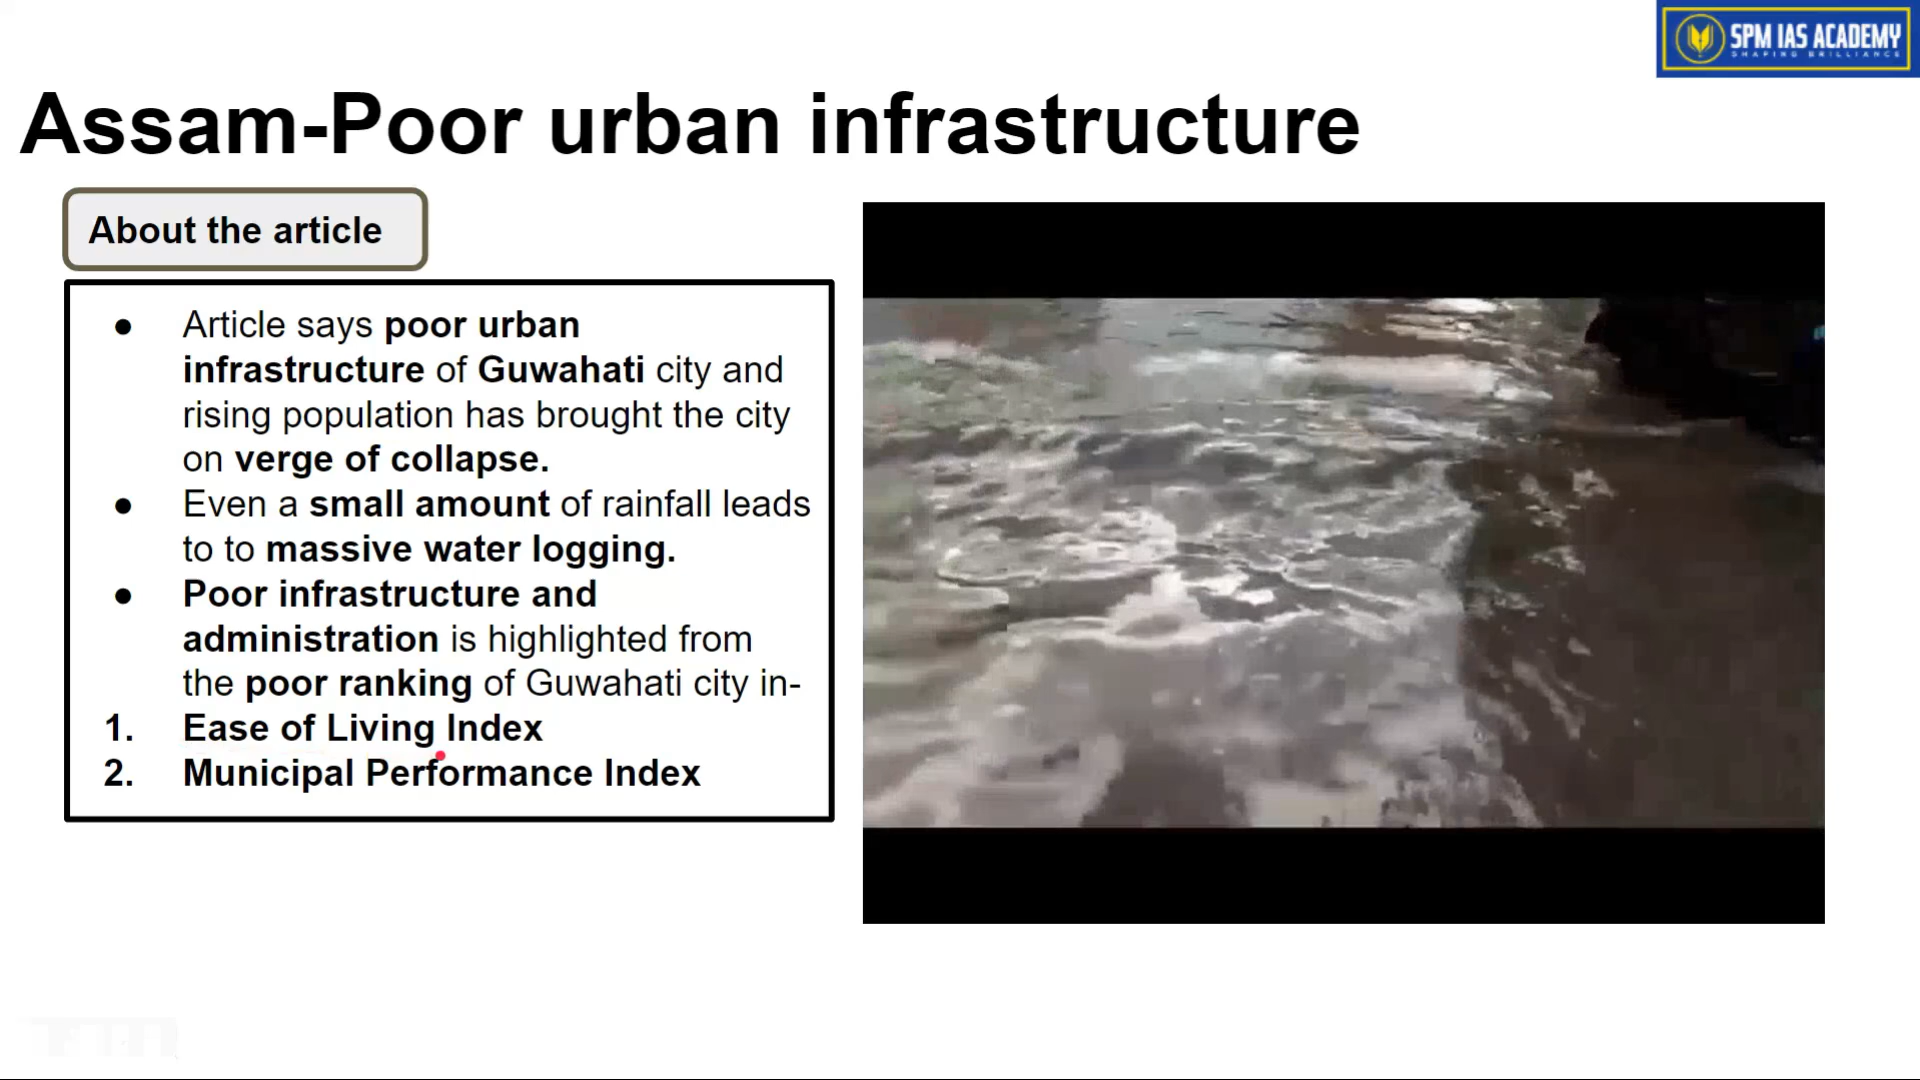 SPM IAS ACADEMY
SHAPING BRILLIANCE
Assam-Poor urban infrastructure
About the article
● Article says poor urban
infrastructure of Guwahati city and
rising population has brought the city
on verge of collapse.
● Even a small amount of rainfall leads
to to massive water logging.
● Poor infrastructure and
administration is highlighted from
the poor ranking of Guwahati city in-
1. Ease of Living Index
2. Municipal Performance Index